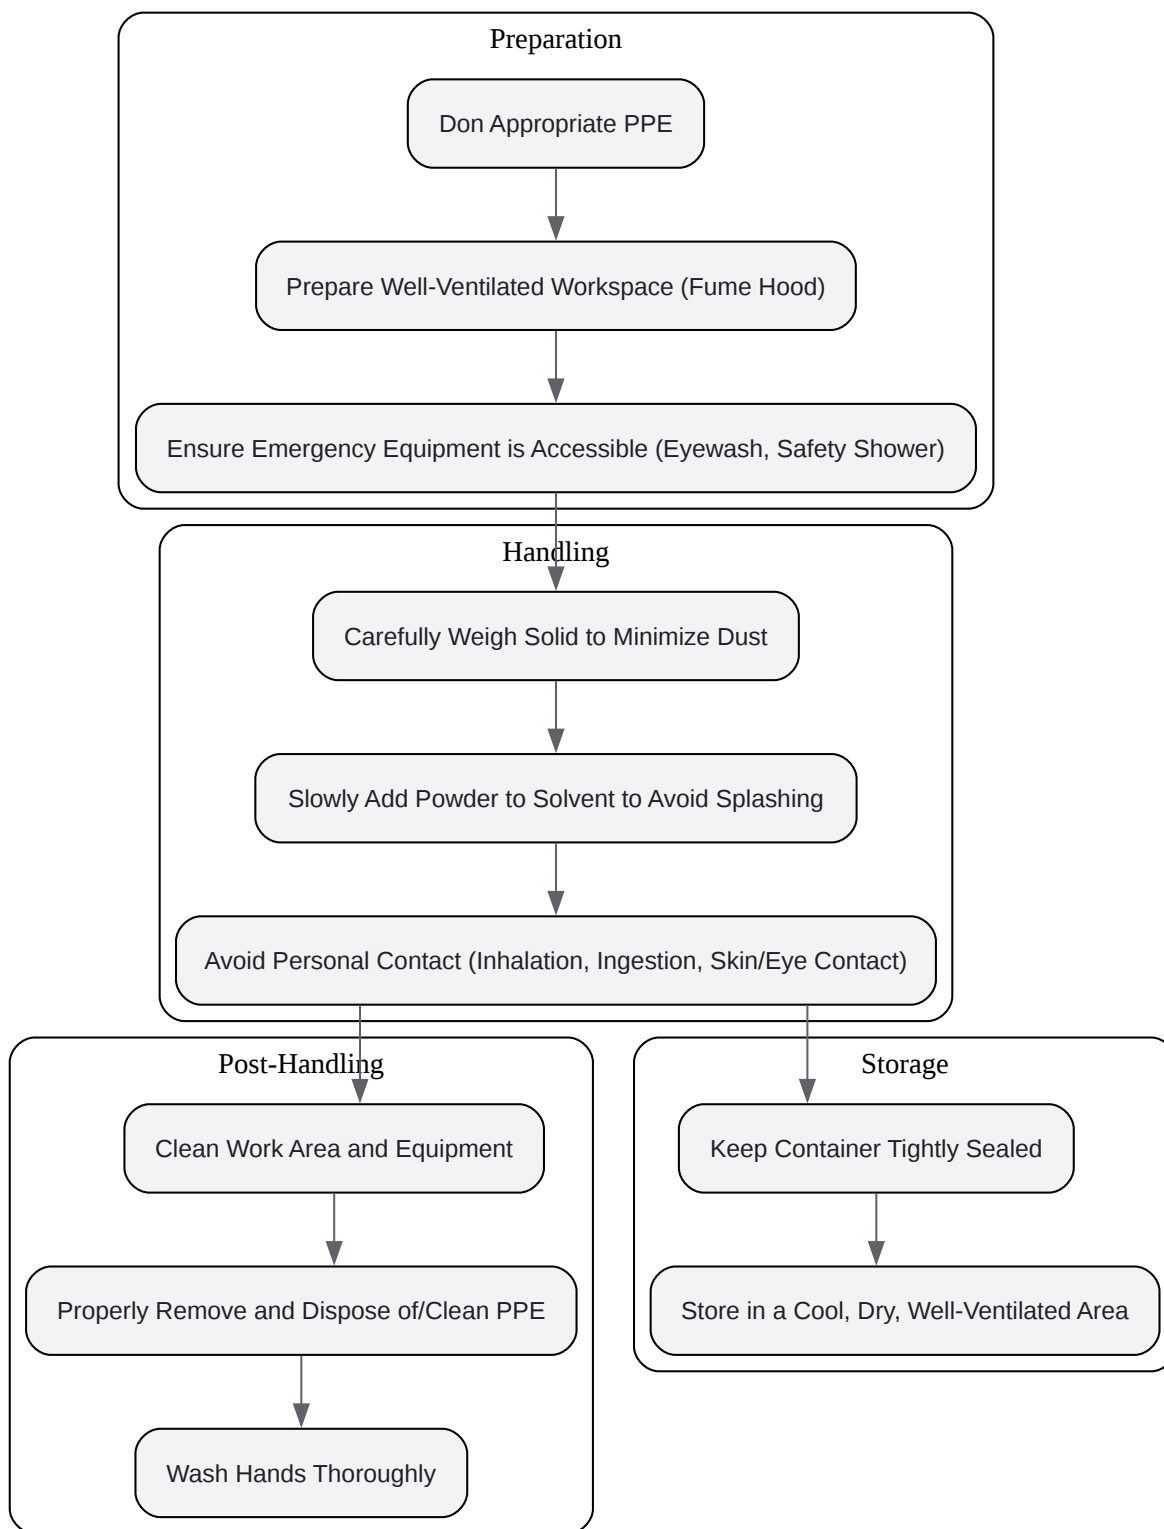 Preparation
Don Appropriate PPE
Prepare Well-Ventilated Workspace (Fume Hood)
Ensure Emergency Equipment is Accessible (Eyewash, Safety Shower)
Handling
Carefully Weigh Solid to Minimize Dust
Slowly Add Powder to Solvent to Avoid Splashing
Avoid Personal Contact (Inhalation, Ingestion, Skin/Eye Contact)
Post-Handling
Clean Work Area and Equipment
Properly Remove and Dispose of/Clean PPE
Wash Hands Thoroughly
Storage
Keep Container Tightly Sealed
Store in a Cool, Dry, Well-Ventilated Area